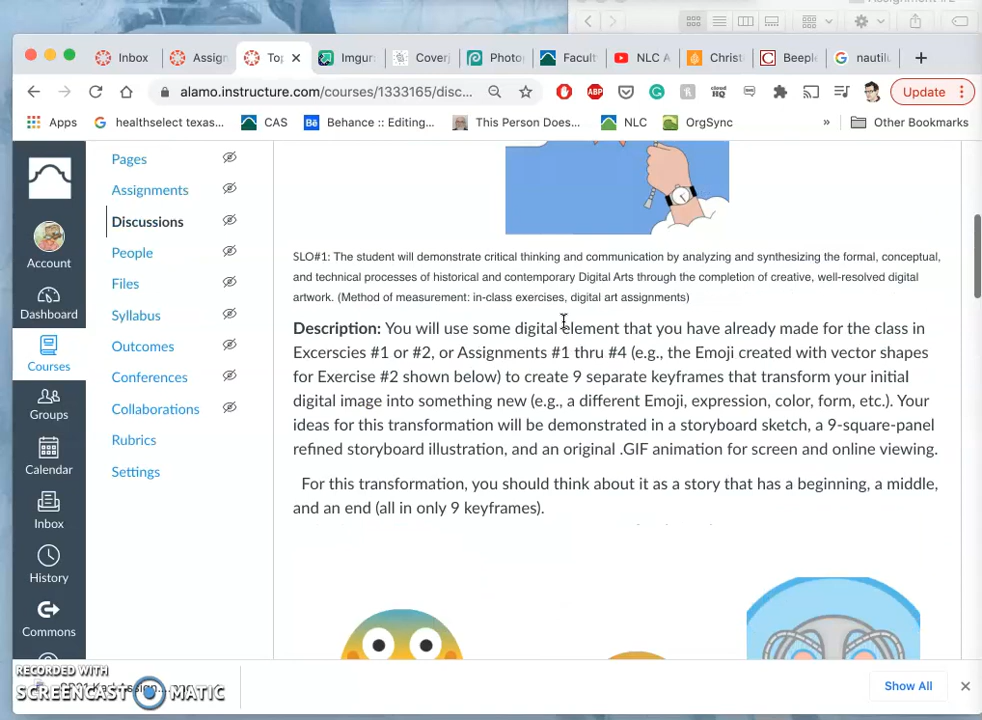 Inbox
Assign
Top
Imgur:
Cover
Photo
Facult
NLC A
Christ
Beeple
nautilu
alamo.instructure.com/courses/1333165/disc...
ABP
Update
Apps
healthselect texas...
CAS
Behance :: Editing...
This Person Does...
NLC
OrgSync
»
Other Bookmarks
Account
Dashboard
Courses
Groups
Calendar
Inbox
History
Commons
Pages
Assignments
Discussions
People
Files
Syllabus
Outcomes
Conferences
Collaborations
Rubrics
Settings
SLO#1: The student will demonstrate critical thinking and communication by analyzing and synthesizing the formal, conceptual,
and technical processes of historical and contemporary Digital Arts through the completion of creative, well-resolved digital
artwork. (Method of measurement: in-class exercises, digital art assignments)
Description: You will use some digital element that you have already made for the class in
Excerscies #1 or #2, or Assignments #1 thru #4 (e.g., the Emoji created with vector shapes
for Exercise #2 shown below) to create 9 separate keyframes that transform your initial
digital image into something new (e.g., a different Emoji, expression, color, form, etc.). Your
ideas for this transformation will be demonstrated in a storyboard sketch, a 9-square-panel
refined storyboard illustration, and an original .GIF animation for screen and online viewing.
For this transformation, you should think about it as a story that has a beginning, a middle,
and an end (all in only 9 keyframes).
RECORDED WITH
SCREENCAST MATIC
Show All